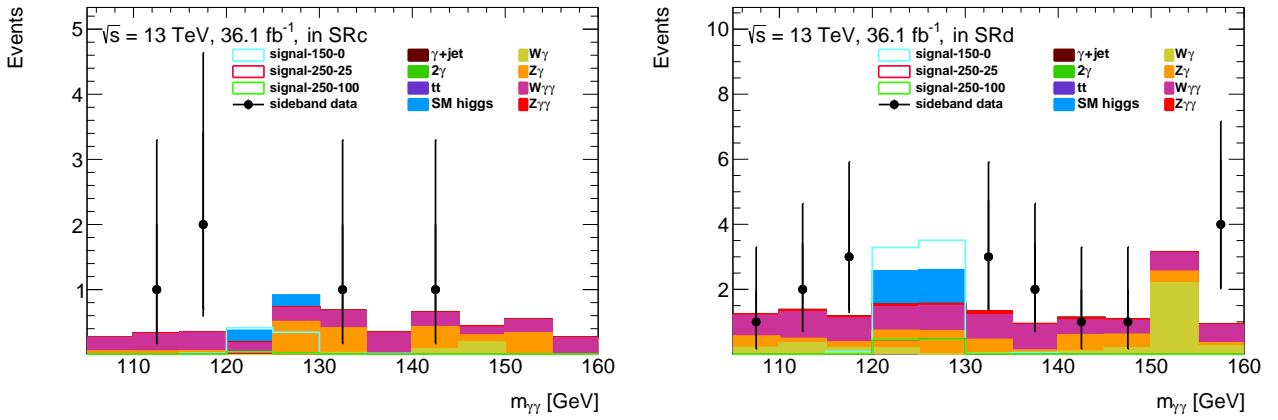 Events
√s = 13 TeV, 36.1 fb⁻¹, in SRc
signal-150-0
signal-250-25
signal-250-100
sideband data
γ+jet
2γ
tt
SM higgs
Wγ
Zγ
Wγγ
Zγγ
5
4
3
2
1
110 120 130 140 150 160
mγγ [GeV]
Events
√s = 13 TeV, 36.1 fb⁻¹, in SRd
signal-150-0
signal-250-25
signal-250-100
sideband data
γ+jet
2γ
tt
SM higgs
Wγ
Zγ
Wγγ
Zγγ
10
8
6
4
2
0
110 120 130 140 150 160
mγγ [GeV]